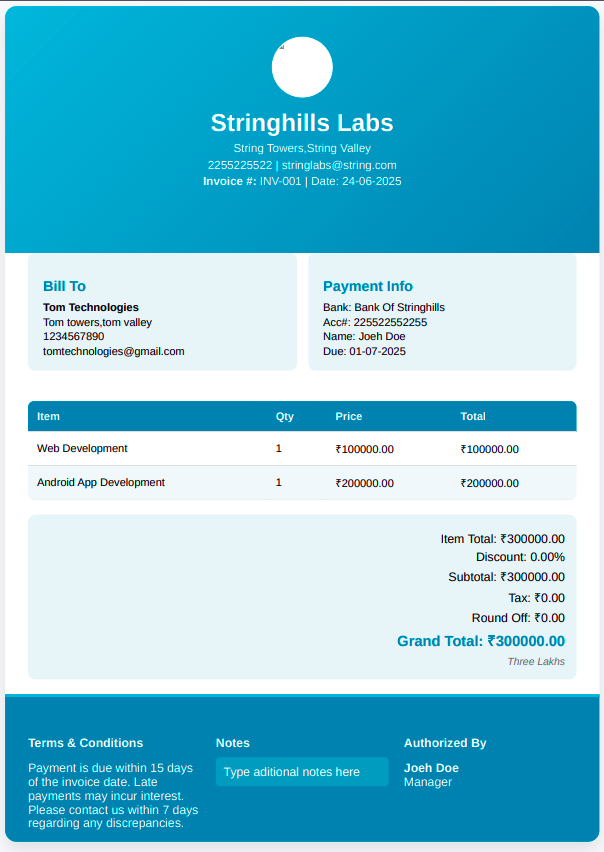 Stringhills Labs
String Towers,String Valley
2255225522 | stringlabs@string.com
Invoice #: INV-001 | Date: 24-06-2025
Bill To
Tom Technologies
Tom towers,tom valley
1234567890
tomtechnologies@gmail.com
Payment Info
Bank: Bank Of Stringhills
Acc#: 225522552255
Name: Joeh Doe
Due: 01-07-2025
Item Qty Price Total
Web Development 1 ₹100000.00 ₹100000.00
Android App Development 1 ₹200000.00 ₹200000.00
Item Total: ₹300000.00
Discount: 0.00%
Subtotal: ₹300000.00
Tax: ₹0.00
Round Off: ₹0.00
Grand Total: ₹300000.00
Three Lakhs
Terms & Conditions
Payment is due within 15 days
of the invoice date. Late
payments may incur interest.
Please contact us within 7 days
regarding any discrepancies.
Notes
Type aditional notes here
Authorized By
Joeh Doe
Manager